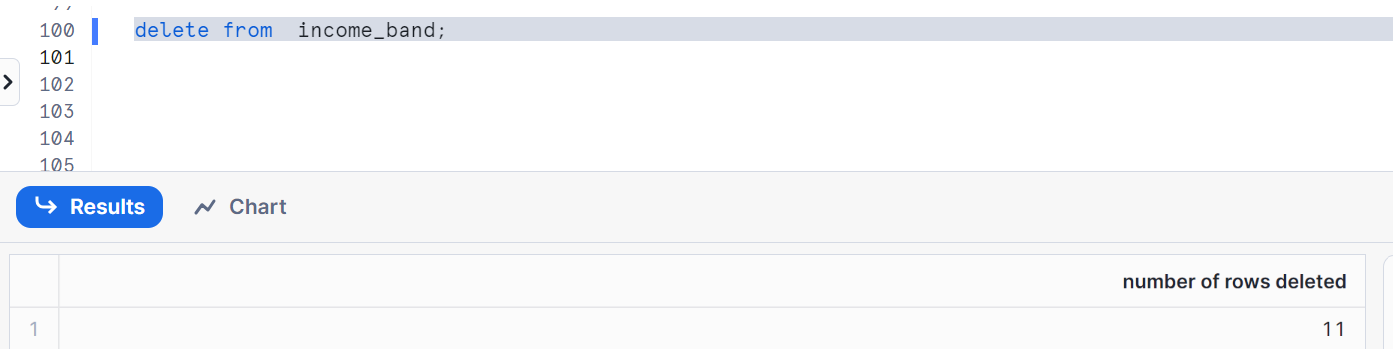 100 delete from  income_band;
101
102
103
104
105
Results Chart
number of rows deleted
1 11